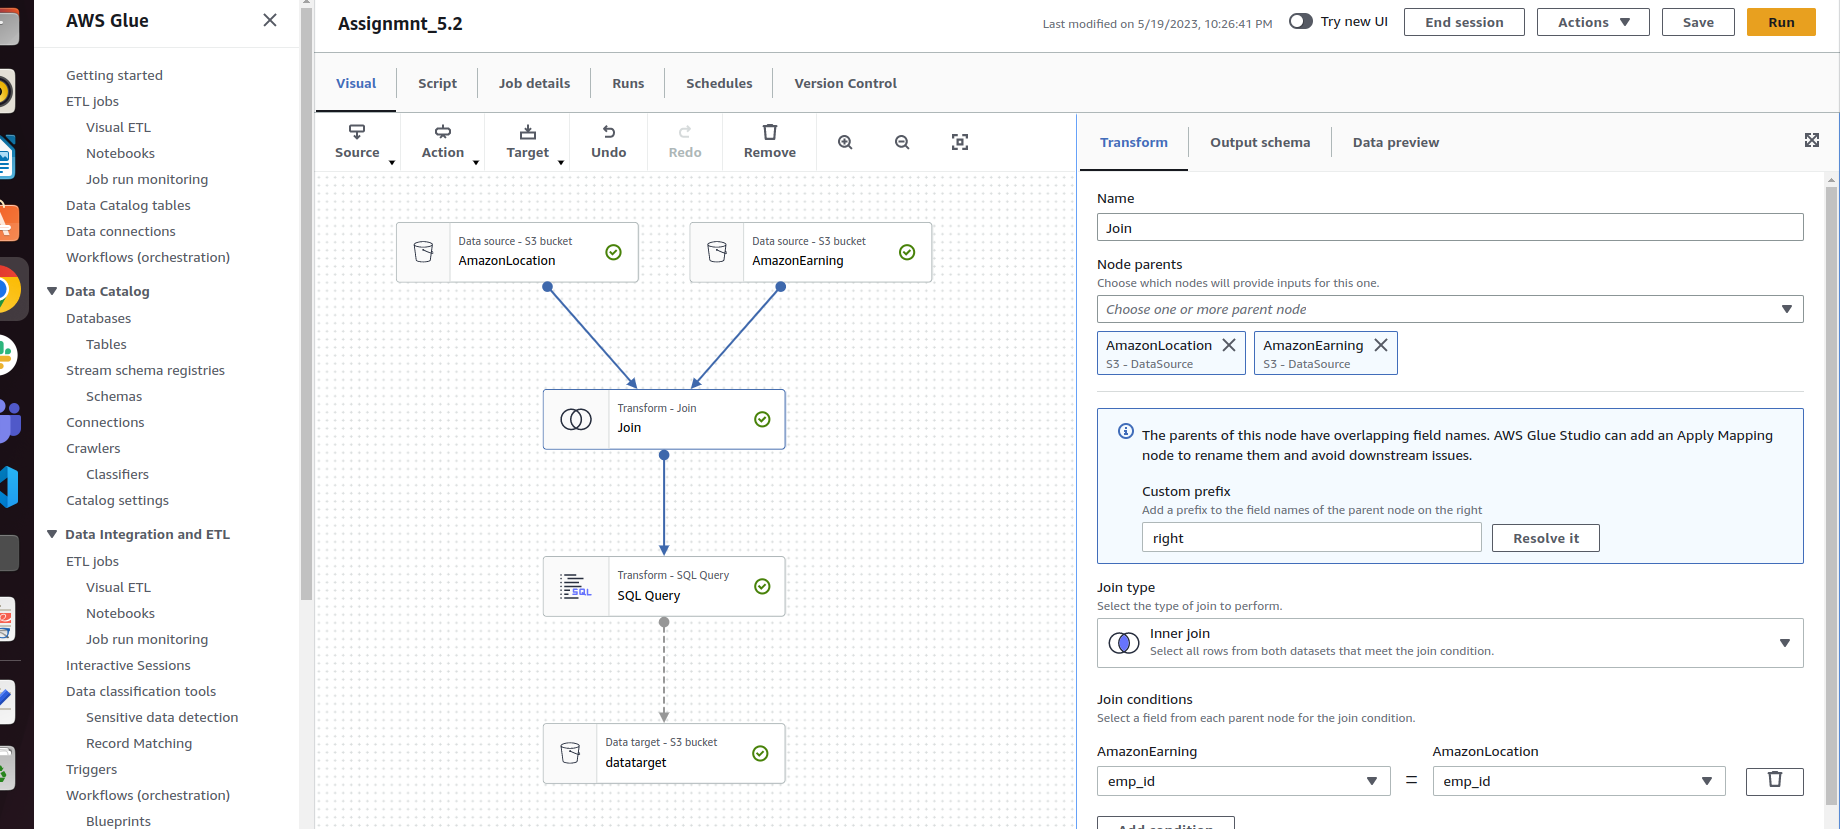 AWS Glue
Getting started
ETL jobs
Visual ETL
Notebooks
Job run monitoring
Data Catalog tables
Data connections
Workflows (orchestration)
Data Catalog
Databases
Tables
Stream schema registries
Schemas
Connections
Crawlers
Classifiers
Catalog settings
Data Integration and ETL
ETL jobs
Visual ETL
Notebooks
Job run monitoring
Interactive Sessions
Data classification tools
Sensitive data detection
Record Matching
Triggers
Workflows (orchestration)
Blueprints
Assignmnt_5.2
Last modified on 5/19/2023, 10:26:41 PM
Try new UI
End session
Actions
Save
Run
Visual
Script
Job details
Runs
Schedules
Version Control
Source
Action
Target
Undo
Redo
Remove
Data source - S3 bucket
AmazonLocation
Data source - S3 bucket
AmazonEarning
Transform - Join
Join
SQL
Transform - SQL Query
SQL Query
Data target - S3 bucket
datatarget
Transform
Output schema
Data preview
Name
Join
Node parents
Choose which nodes will provide inputs for this one.
Choose one or more parent node
AmazonLocation
S3 - DataSource
AmazonEarning
S3 - DataSource
The parents of this node have overlapping field names. AWS Glue Studio can add an Apply Mapping
node to rename them and avoid downstream issues.
Custom prefix
Add a prefix to the field names of the parent node on the right
right
Resolve it
Join type
Select the type of join to perform.
Inner join
Select all rows from both datasets that meet the join condition.
Join conditions
Select a field from each parent node for the join condition.
AmazonEarning
AmazonLocation
emp_id
=
emp_id
Add condition